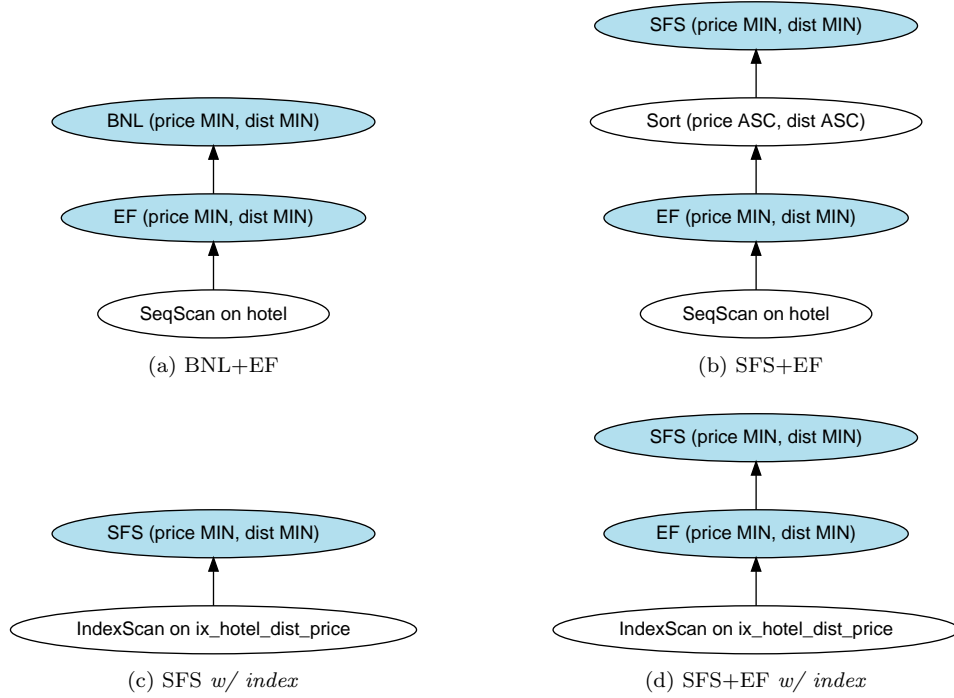 BNL (price MIN, dist MIN)
EF (price MIN, dist MIN)
SeqScan on hotel
(a) BNL+EF
SFS (price MIN, dist MIN)
Sort (price ASC, dist ASC)
EF (price MIN, dist MIN)
SeqScan on hotel
(b) SFS+EF
SFS (price MIN, dist MIN)
IndexScan on ix_hotel_dist_price
(c) SFS w/ index
SFS (price MIN, dist MIN)
EF (price MIN, dist MIN)
IndexScan on ix_hotel_dist_price
(d) SFS+EF w/ index